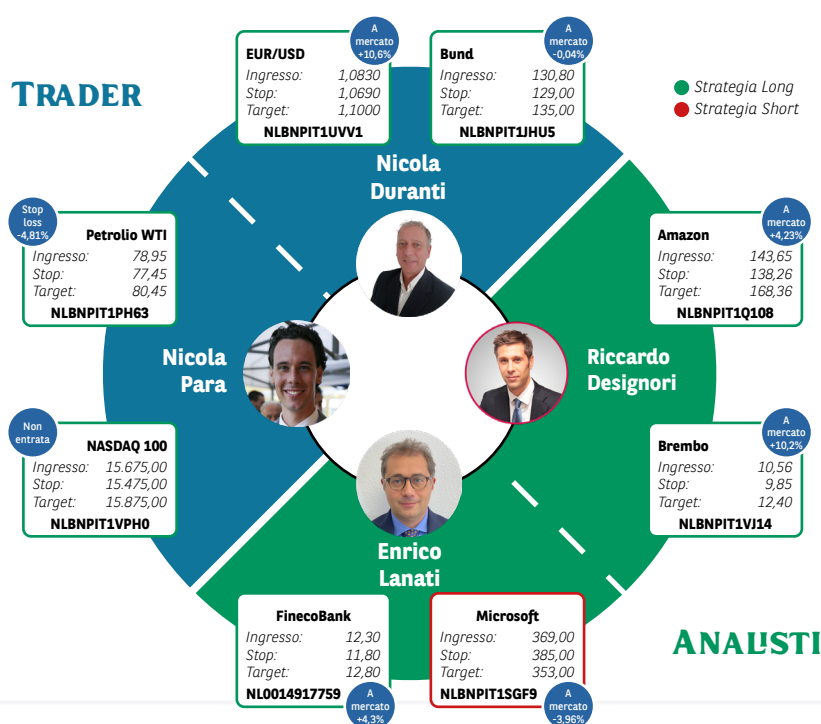 TRADER
EUR/USD
A
mercato
+10,6%
Ingresso: 1,0830
Stop: 1,0690
Target: 1,1000
NLBNPIT1UVV1
Bund
A
mercato
-0,04%
Ingresso: 130,80
Stop: 129,00
Target: 135,00
NLBNPIT1JHU5
Strategia Long
Strategia Short
Nicola
Duranti
Stop
loss
-4,81%
Petrolio WTI
Ingresso: 78,95
Stop: 77,45
Target: 80,45
NLBNPIT1PH63
Amazon
A
mercato
+4,23%
Ingresso: 143,65
Stop: 138,26
Target: 168,36
NLBNPIT1Q108
Nicola
Para
Riccardo
Designori
Non
entrata
NASDAQ 100
Ingresso: 15.675,00
Stop: 15.475,00
Target: 15.875,00
NLBNPIT1VPH0
Brembo
A
mercato
+10,2%
Ingresso: 10,56
Stop: 9,85
Target: 12,40
NLBNPIT1VJ14
Enrico
Lanati
FinecoBank
Ingresso: 12,30
Stop: 11,80
Target: 12,80
NL0014917759
A
mercato
+4,3%
Microsoft
Ingresso: 369,00
Stop: 385,00
Target: 353,00
NLBNPIT1SGF9
A
mercato
-3,96%
ANALISTI